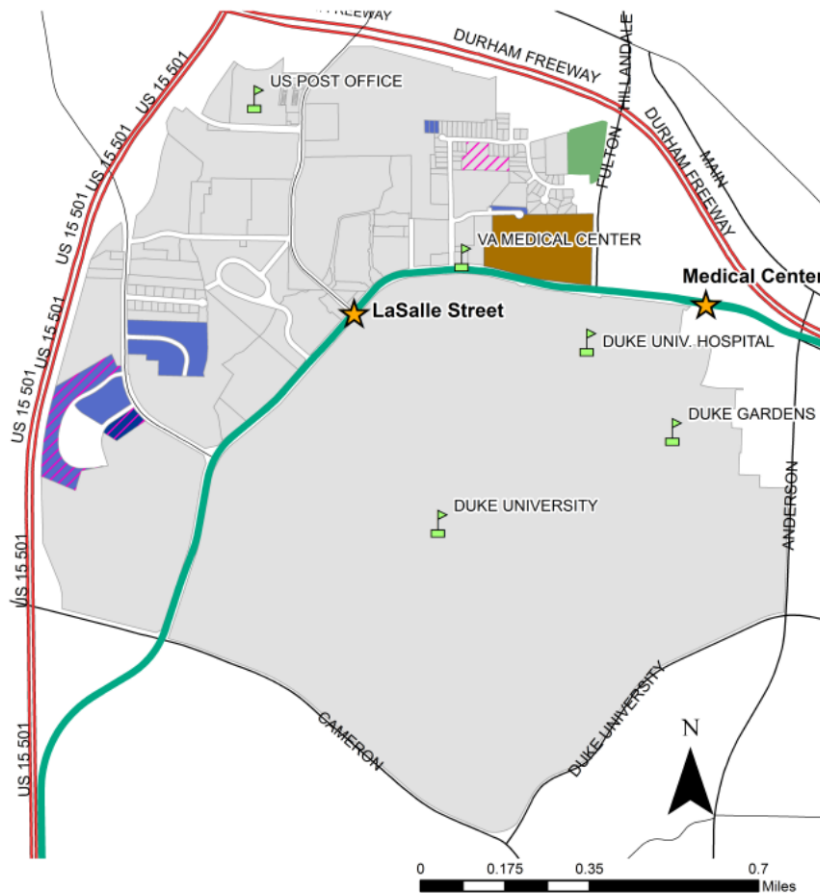 FREEWAY
DURHAM FREEWAY
HILLANDALE
US 15 501
US POST OFFICE
US 15 501
DURHAM FREEWAY
MAIN
FULTON
US 15 501
VA MEDICAL CENTER
Medical Center
LaSalle Street
US 15 501
DUKE UNIV. HOSPITAL
US 15 501
DUKE GARDENS
ANDERSON
DUKE UNIVERSITY
US 15 501
DUKE UNIVERSITY
CAMERON
US 15 501
N
0 0.175 0.35 0.7
Miles